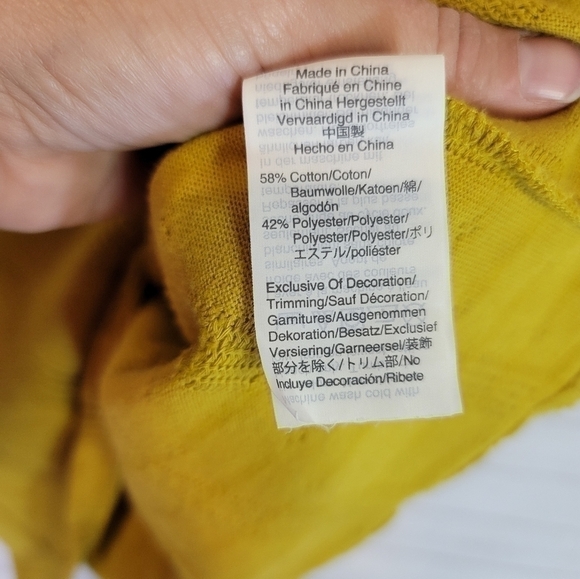 Made in China
Fabriqué en Chine
in China Hergestellt
Vervaardigd in China
中国製
Hecho en China
58% Cotton/Coton/
Baumwolle/Katoen/綿/
algodón
42% Polyester/Polyester/
Polyester/Polyester/ポリ
エステル/poliéster
Exclusive Of Decoration/
Trimming/Sauf Décoration/
Garnitures/Ausgenommen
Dekoration/Besatz/Exclusief
Versiering/Garneersel/装飾
部分を除く/トリム部/No
Incluye Decoración/Ribete